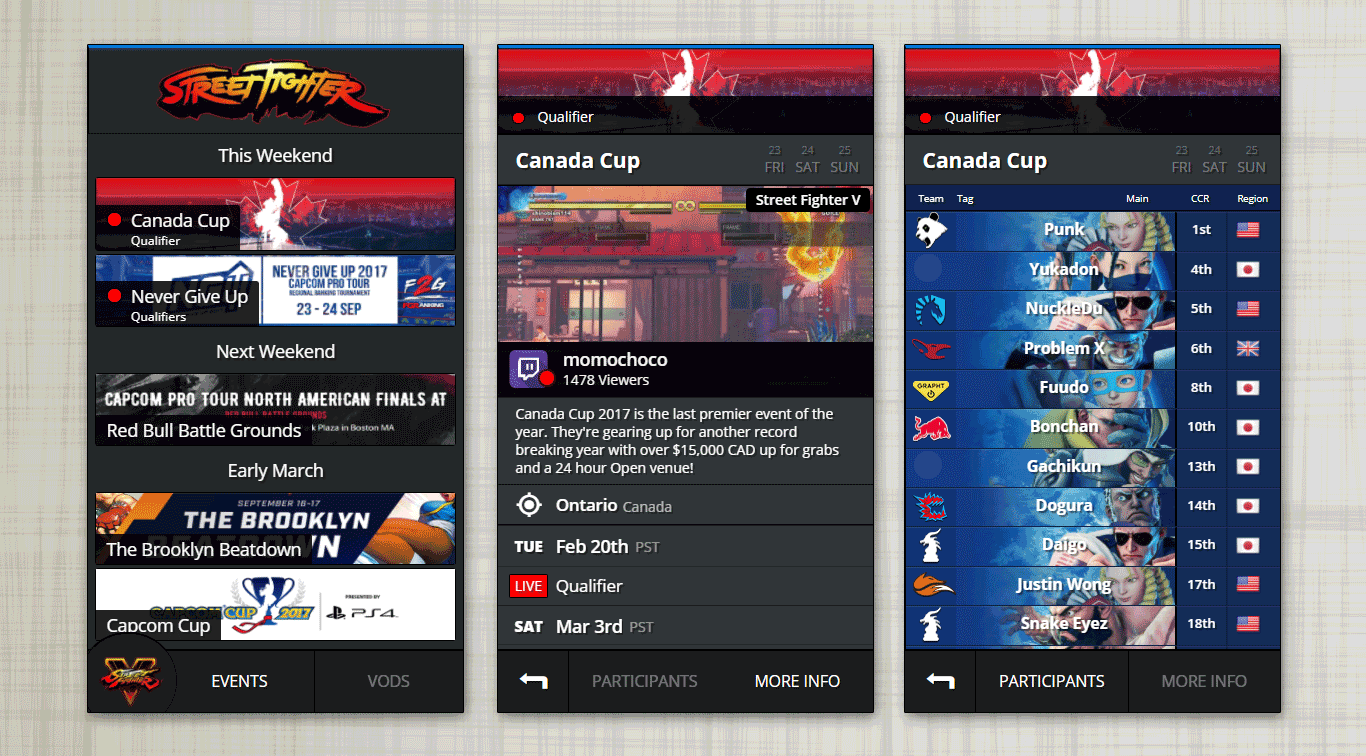 STREET FIGHTER
This Weekend
Canada Cup
Qualifier
NEVER GIVE UP 2017
CAPCOM PRO TOUR
REGIONAL RANKING TOURNAMENT
23 - 24 SEP
F2G
Never Give Up
Qualifiers
Next Weekend
CAPCOM PRO TOUR NORTH AMERICAN FINALS AT
RED BULL BATTLE GROUNDS
Plaza in Boston MA
Red Bull Battle Grounds
Early March
SEPTEMBER 16-17
THE BROOKLYN
The Brooklyn Beatdown
CAPCOM CUP 2017
PRESENTED BY
PS4
Capcom Cup
STREET FIGHTER
V
EVENTS
VODS
Qualifier
Canada Cup
23 24 25
FRI SAT SUN
Street Fighter V
momochoco
1478 Viewers
Canada Cup 2017 is the last premier event of the
year. They're gearing up for another record
breaking year with over $15,000 CAD up for grabs
and a 24 hour Open venue!
Ontario Canada
TUE Feb 20th PST
LIVE Qualifier
SAT Mar 3rd PST
PARTICIPANTS
MORE INFO
Qualifier
Canada Cup
23 24 25
FRI SAT SUN
Team Tag Main CCR Region
Punk 1st
Yukadon 4th
NuckleDu 5th
Problem X 6th
GRAPHT Fuudo 8th
Bonchan 10th
Gachikun 13th
Dogura 14th
Daigo 15th
Justin Wong 17th
Snake Eyez 18th
PARTICIPANTS
MORE INFO